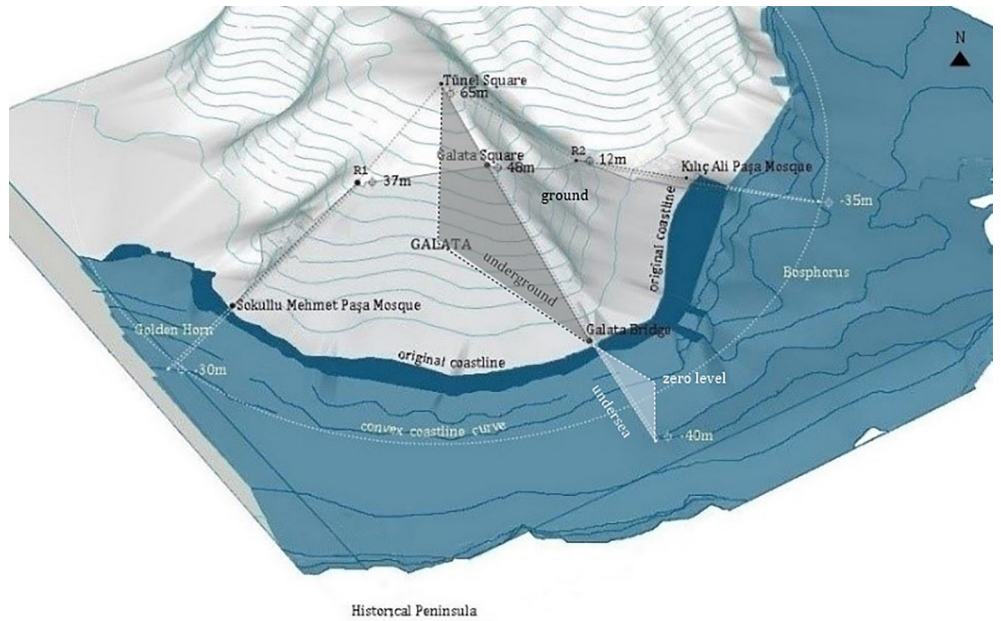 N
Tünel Square
65m
Galata Square
48m
R1
37m
R2
12m
Kılıç Ali Paşa Mosque
-35m
ground
original coastline
GALATA
underground
Bosphorus
Sokullu Mehmet Paşa Mosque
Golden Horn
Galata Bridge
original coastline
-30m
zero level
undersea
convex coastline curve
-40m
Historical Peninsula